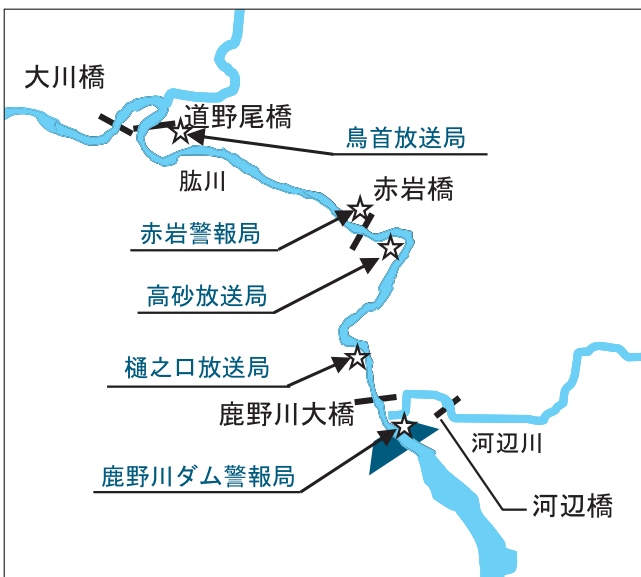 大川橋
道野尾橋
鳥首放送局
肱川
赤岩橋
赤岩警報局
高砂放送局
樋之口放送局
鹿野川大橋
河辺川
鹿野川ダム警報局
河辺橋